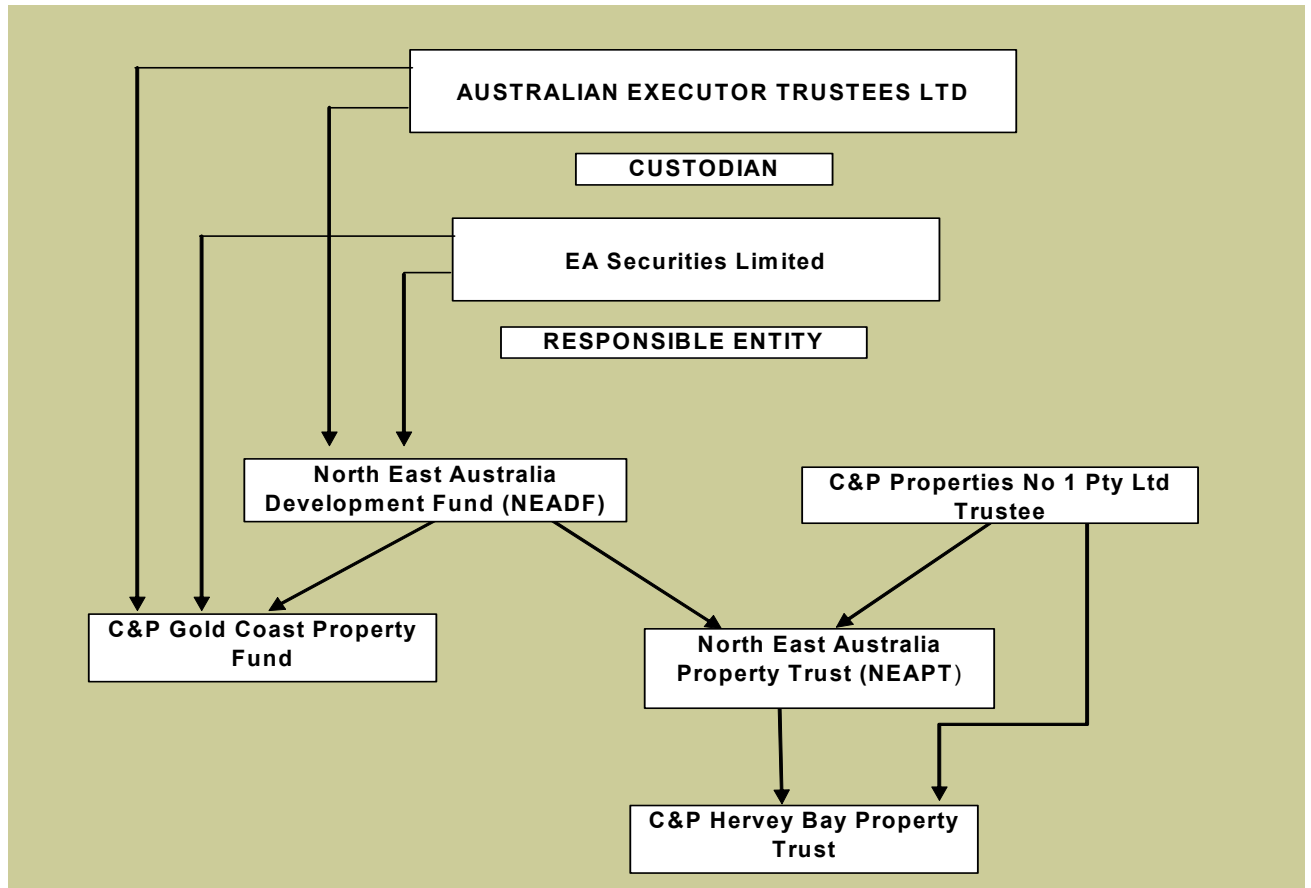 AUSTRALIAN EXECUTOR TRUSTEES LTD
CUSTODIAN
EA Securities Limited
RESPONSIBLE ENTITY
North East Australia
Development Fund (NEADF)
C&P Properties No 1 Pty Ltd
Trustee
C&P Gold Coast Property
Fund
North East Australia
Property Trust (NEAPT)
C&P Hervey Bay Property
Trust